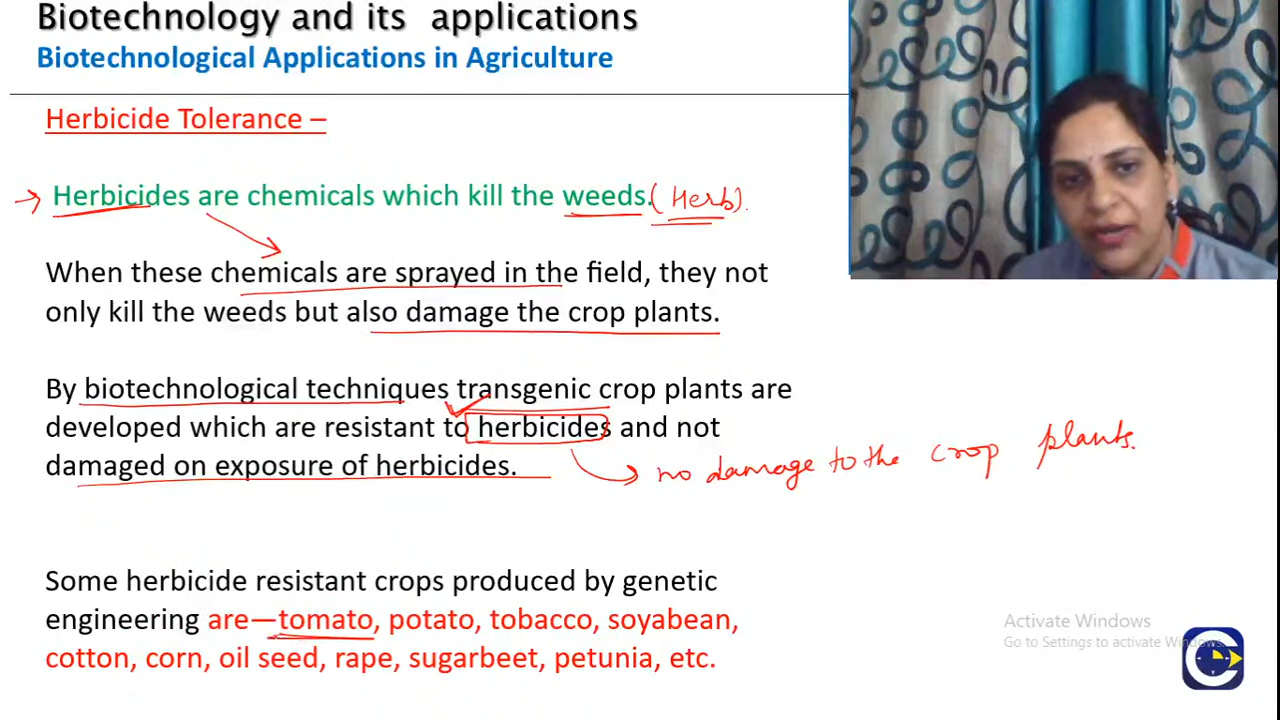 Biotechnology and its applications
Biotechnological Applications in Agriculture
Herbicide Tolerance –
Herbicides are chemicals which kill the weeds. (Herb).
When these chemicals are sprayed in the field, they not
only kill the weeds but also damage the crop plants.
By biotechnological techniques transgenic crop plants are
developed which are resistant to herbicides and not
damaged on exposure of herbicides.
no damage to the crop plants.
Some herbicide resistant crops produced by genetic
engineering are—tomato, potato, tobacco, soyabean,
cotton, corn, oil seed, rape, sugarbeet, petunia, etc.
Activate Windows
Go to Settings to activate Windows.